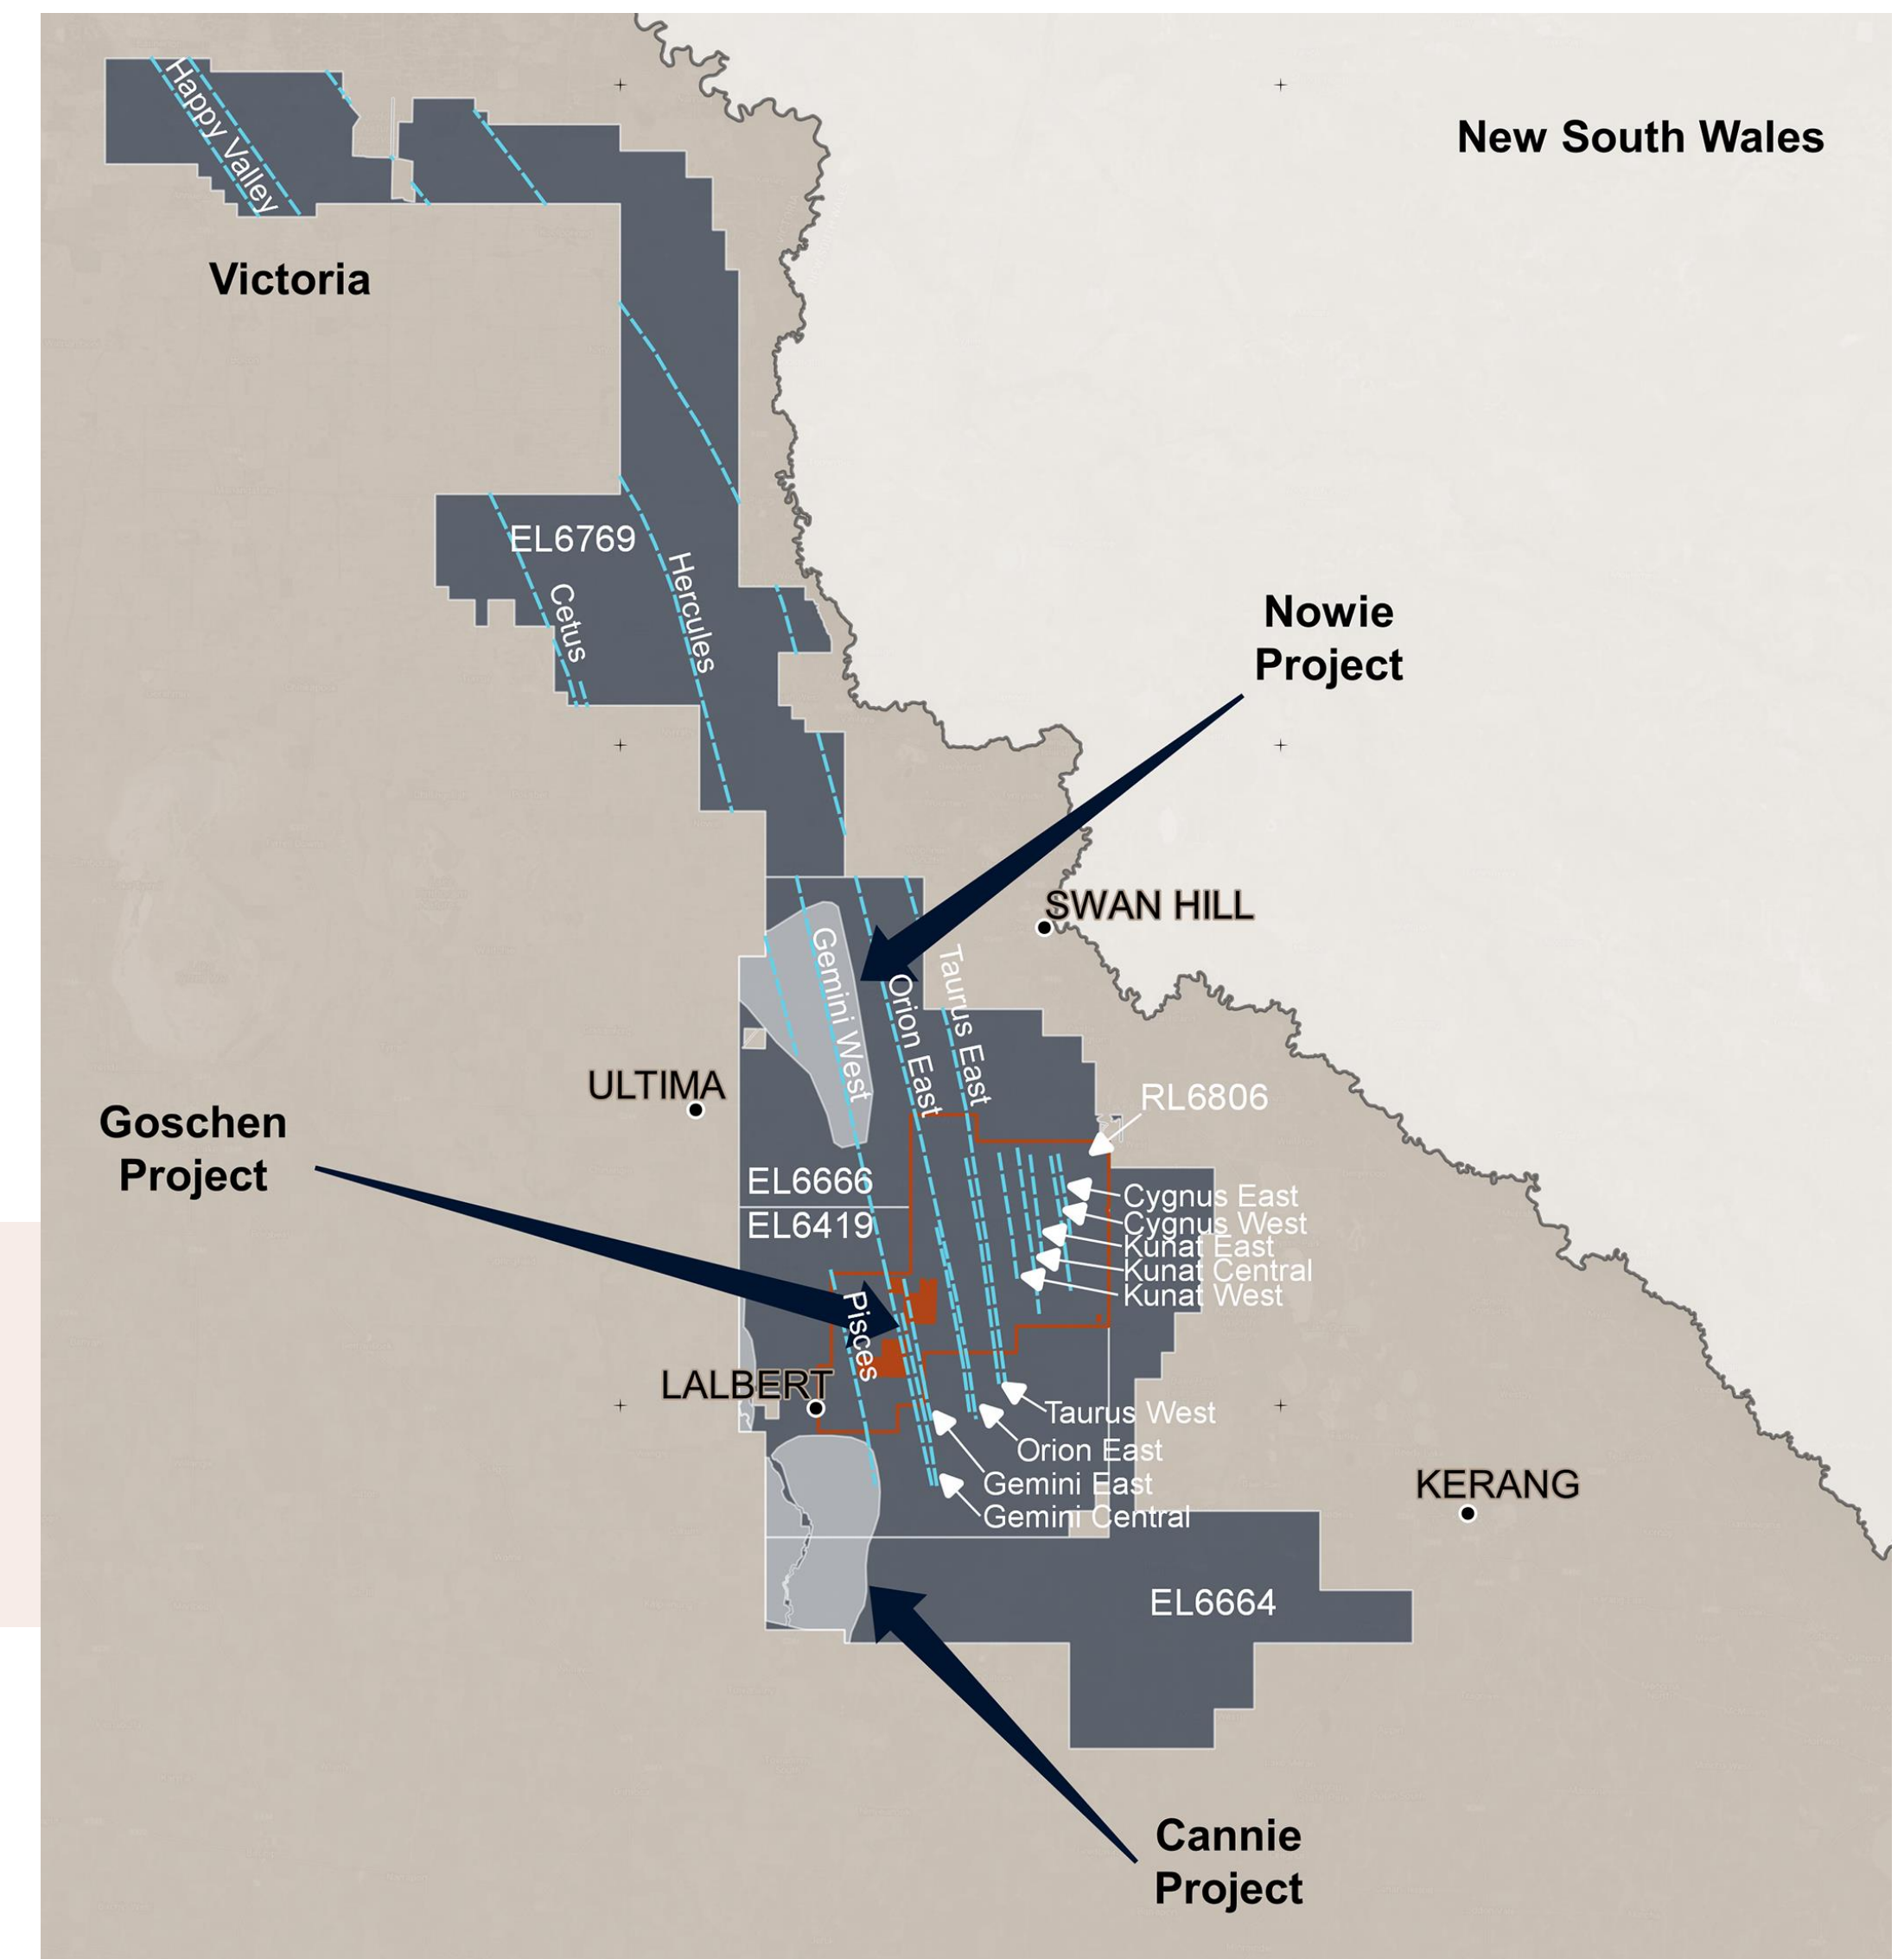 Happy Valley
New South Wales
Victoria
EL6769
Cetus
Hercules
Nowie
Project
SWAN HILL
Gemini West
Orion East
Taurus East
ULTIMA
RL6806
Goschen
Project
EL6666
EL6419
Cygnus East
Cygnus West
Kunat East
Kunat Central
Kunat West
Pisces
LALBERT
Taurus West
Orion East
Gemini East
Gemini Central
KERANG
EL6664
Cannie
Project